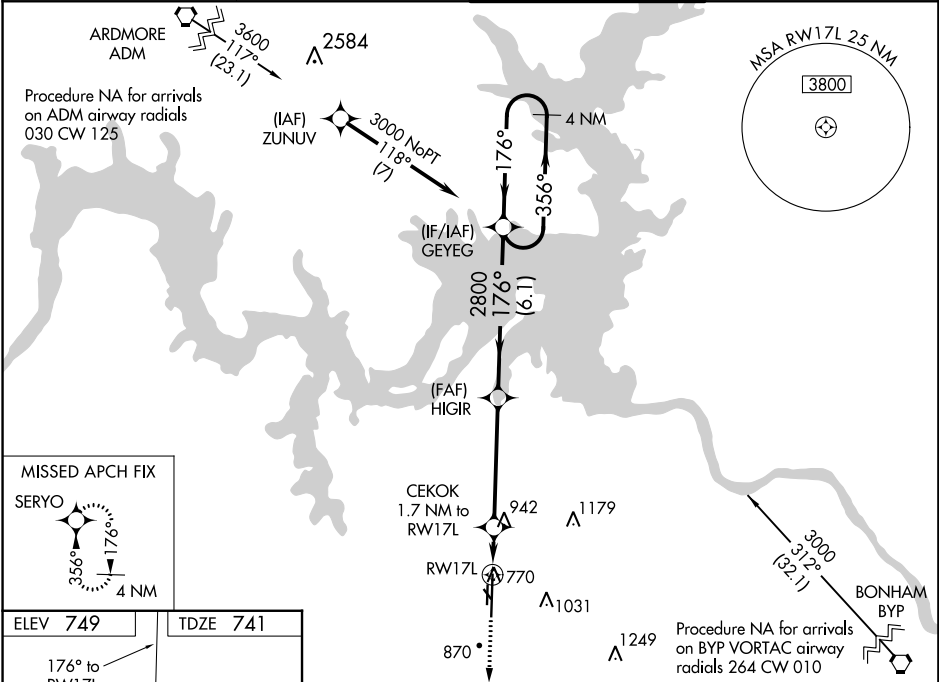 ARDMORE
ADM
3600
117°
(23.1)
2584
MSA RW17L 25 NM
3800
Procedure NA for arrivals
on ADM airway radials
030 CW 125
(IAF)
ZUNUV
3000 NoPT
118°
(7)
4 NM
176°
356°
(IF/IAF)
GEYEG
2800
176°
(6.1)
(FAF)
HIGIR
MISSED APCH FIX
SERYO
356°
176°
4 NM
CEKOK
1.7 NM to
RW17L
942
1179
RW17L
770
1031
870
1249
3000
312°
(32.1)
BONHAM
BYP
Procedure NA for arrivals
on BYP VORTAC airway
radials 264 CW 010
ELEV 749
TDZE 741
176° to
RW17L